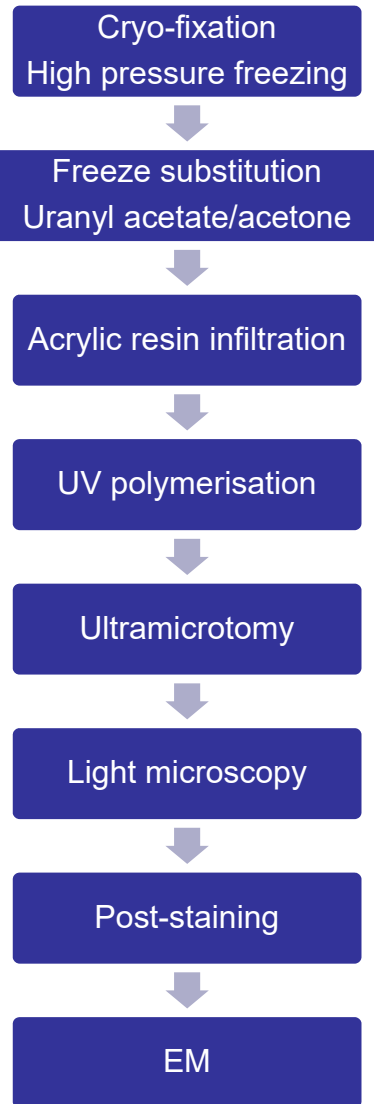 Cryo-fixation
High pressure freezing
Freeze substitution
Uranyl acetate/acetone
Acrylic resin infiltration
UV polymerisation
Ultramicrotomy
Light microscopy
Post-staining
EM